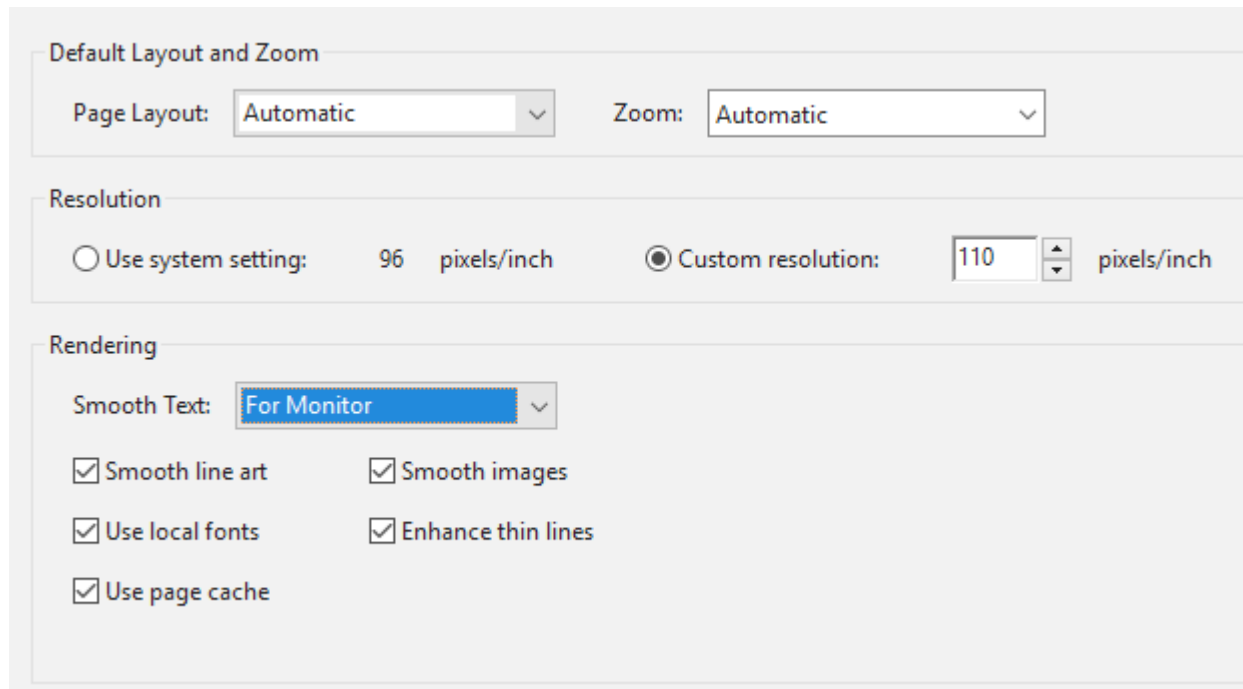 Default Layout and Zoom
Page Layout: Automatic Zoom: Automatic
Resolution
Use system setting: 96 pixels/inch Custom resolution: 110 pixels/inch
Rendering
Smooth Text: For Monitor
Smooth line art Smooth images
Use local fonts Enhance thin lines
Use page cache